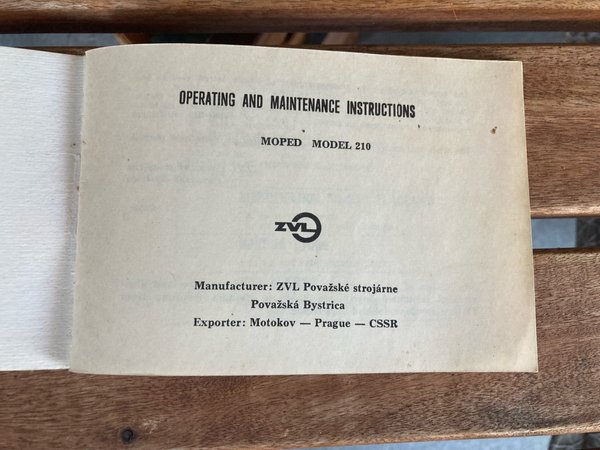 OPERATING AND MAINTENANCE INSTRUCTIONS
MOPED MODEL 210
ZVL
Manufacturer: ZVL Považské strojárne
Považská Bystrica
Exporter: Motokov — Prague — CSSR